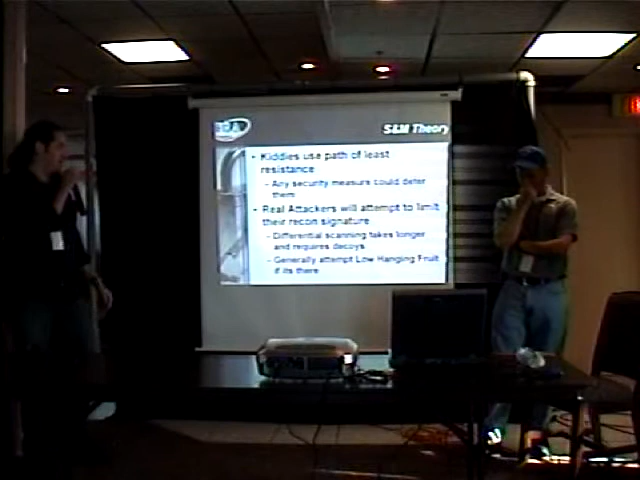 S&M Theory
• Kiddies use path of least
resistance
- Any security measure could deter
them
• Real Attackers will attempt to limit
their recon signature
- Differential scanning takes longer
and requires decoys
- Generally attempt Low Hanging Fruit
if its there